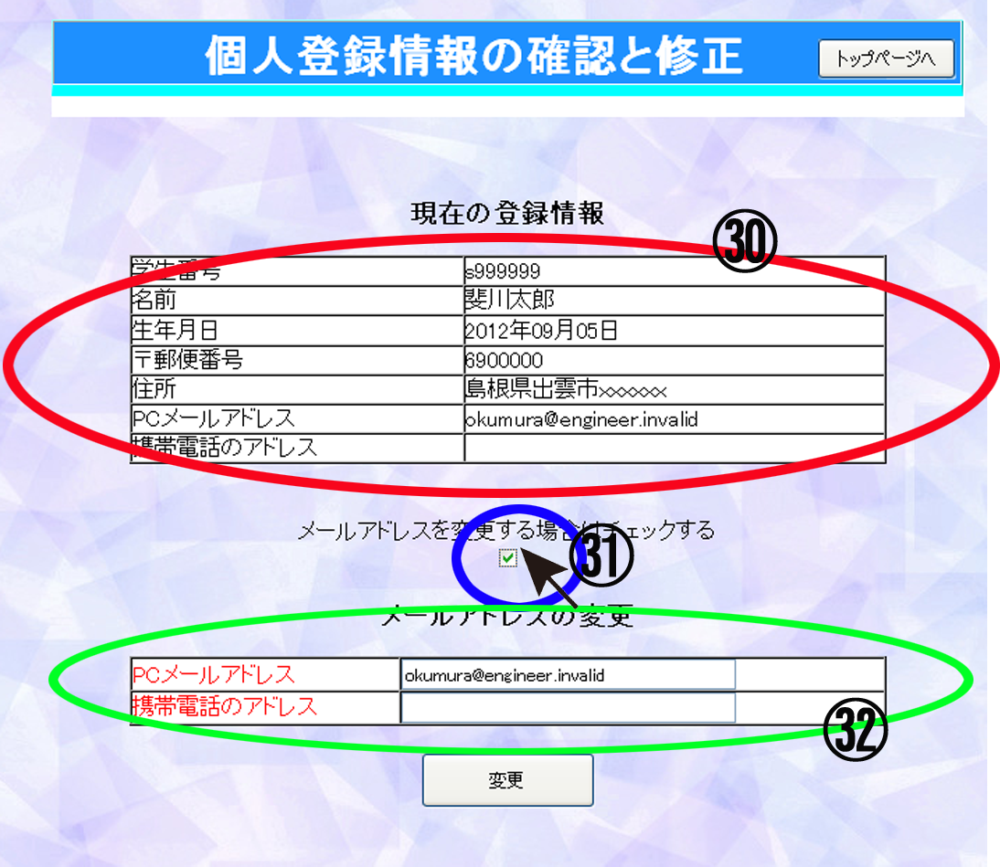 個人登録情報の確認と修正 トップページへ
現在の登録情報
㉚
学生番号 s999999
名前 斐川太郎
生年月日 2012年09月05日
〒郵便番号 6900000
住所 島根県出雲市×××××××
PCメールアドレス okumura@engineer.invalid
携帯電話のアドレス
メールアドレスを変更する場合はチェックする
㉛
メールアドレスの変更
PCメールアドレス okumura@engineer.invalid
携帯電話のアドレス
㉜
変更